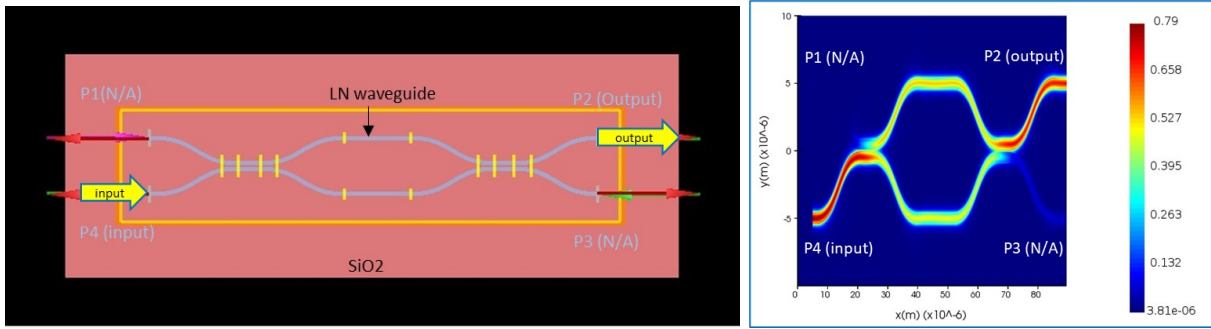 P1(N/A)
LN waveguide
P2 (Output)
output
input
P4 (input)
P3 (N/A)
SiO2
10
5
0
-5
y(m) (x10^-6)
P1 (N/A)
P2 (output)
P4 (input)
P3 (N/A)
0
10
20
30
40
50
60
70
80
x(m) (x10^-6)
0.79
0.658
0.527
0.395
0.263
0.132
3.81e-06